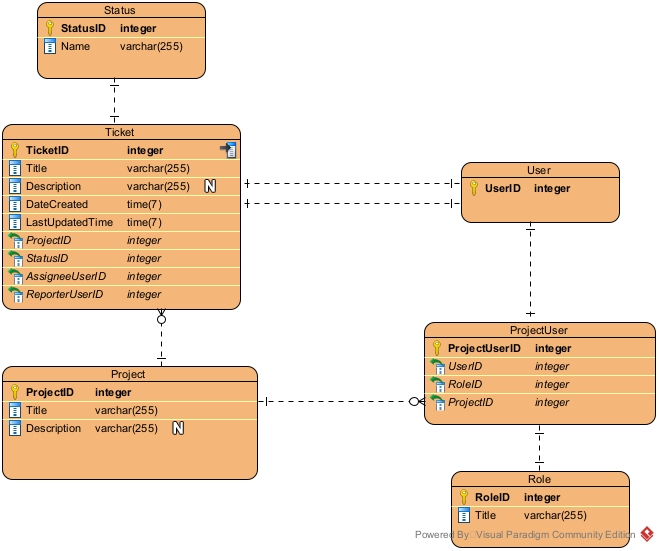 Status
StatusID integer
Name varchar(255)
Ticket
TicketID integer
Title varchar(255)
Description varchar(255) N
DateCreated time(7)
LastUpdatedTime time(7)
ProjectID integer
StatusID integer
AssigneeUserID integer
ReporterUserID integer
User
UserID integer
ProjectUser
ProjectUserID integer
UserID integer
RoleID integer
ProjectID integer
Project
ProjectID integer
Title varchar(255)
Description varchar(255) N
Role
RoleID integer
Title varchar(255)
Powered By Visual Paradigm Community Edition